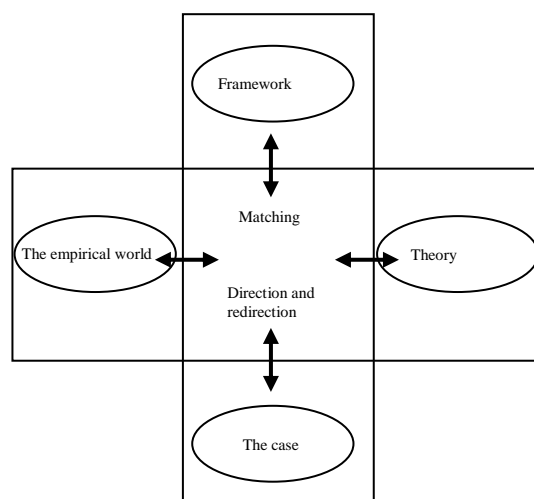 Framework
Matching
The empirical world
Theory
Direction and
redirection
The case